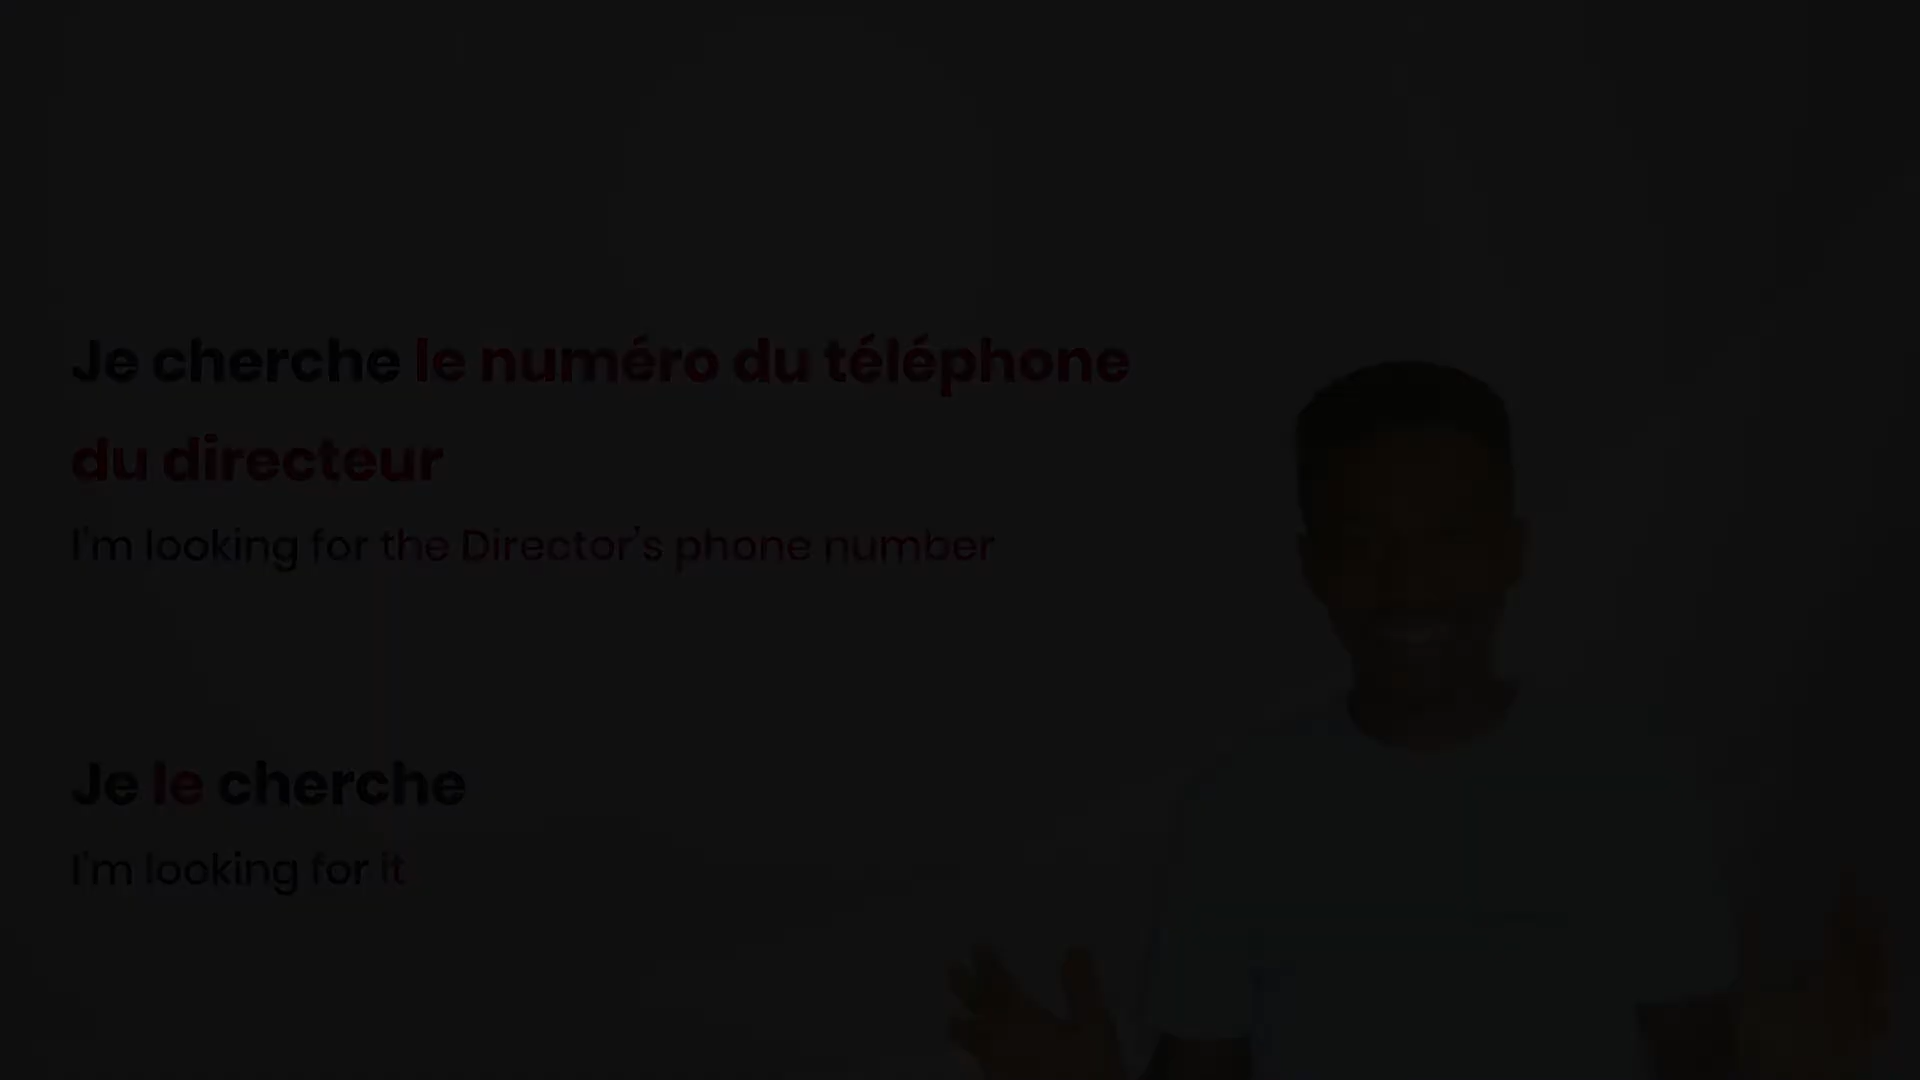 Je cherche le numéro du téléphone
du directeur
I'm looking for the Director's phone number
Je le cherche
I'm looking for it